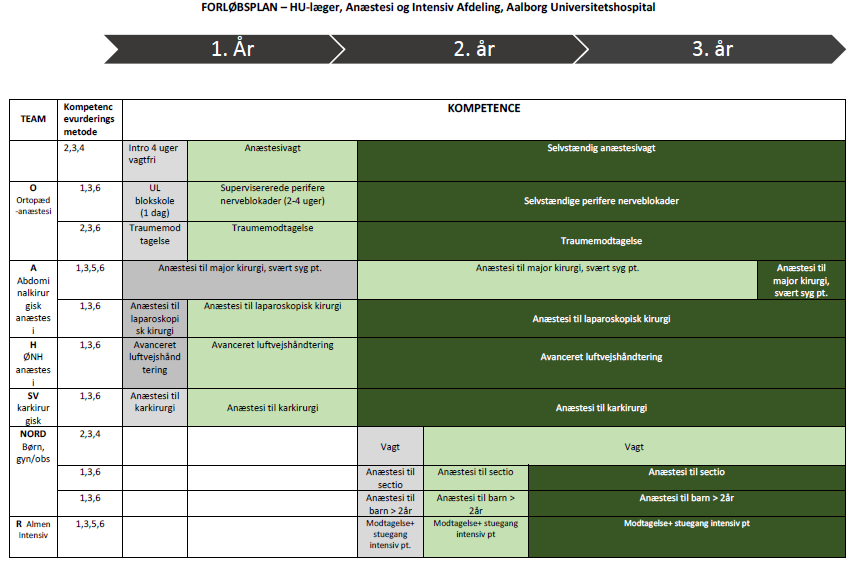 FORLØBSPLAN – HU-læger, Anæstesi og Intensiv Afdeling, Aalborg Universitetshospital
1. År
2. år
3. år
TEAM
Kompetenc
evurderings
metode
KOMPETENCE
2,3,4
Intro 4 uger
vagtfri
Anæstesivagt
Selvstændig anæstesivagt
O
Ortopæd
-anæstesi
1,3,6
UL
blokskole
(1 dag)
Supervisererede perifere
nerveblokader (2-4 uger)
Selvstændige perifere nerveblokader
2,3,6
Traumemod
tagelse
Traumemodtagelse
Traumemodtagelse
A
Abdomi
nalkirur
gisk
anæstes
i
1,3,5,6
Anæstesi til major kirurgi, svært syg pt.
Anæstesi til major kirurgi, svært syg pt.
Anæstesi til
major kirurgi,
svært syg pt.
1,3,6
Anæstesi til
laparoskopi
sk kirurgi
Anæstesi til laparoskopisk kirurgi
Anæstesi til laparoskopisk kirurgi
H
ØNH
anæstes
i
1,3,6
Avanceret
luftvejshånd
tering
Avanceret luftvejshåndtering
Avanceret luftvejshåndtering
SV
karkirur
gisk
1,3,6
Anæstesi til
karkirurgi
Anæstesi til karkirurgi
Anæstesi til karkirurgi
NORD
Børn,
gyn/obs
2,3,4
Vagt
Vagt
1,3,6
Anæstesi til
sectio
Anæstesi til sectio
Anæstesi til sectio
1,3,6
Anæstesi til
barn > 2år
Anæstesi til barn >
2år
Anæstesi til barn > 2år
R Almen
Intensiv
1,3,5,6
Modtagelse+
stuegang
intensiv pt.
Modtagelse+ stuegang
intensiv pt
Modtagelse+ stuegang intensiv pt